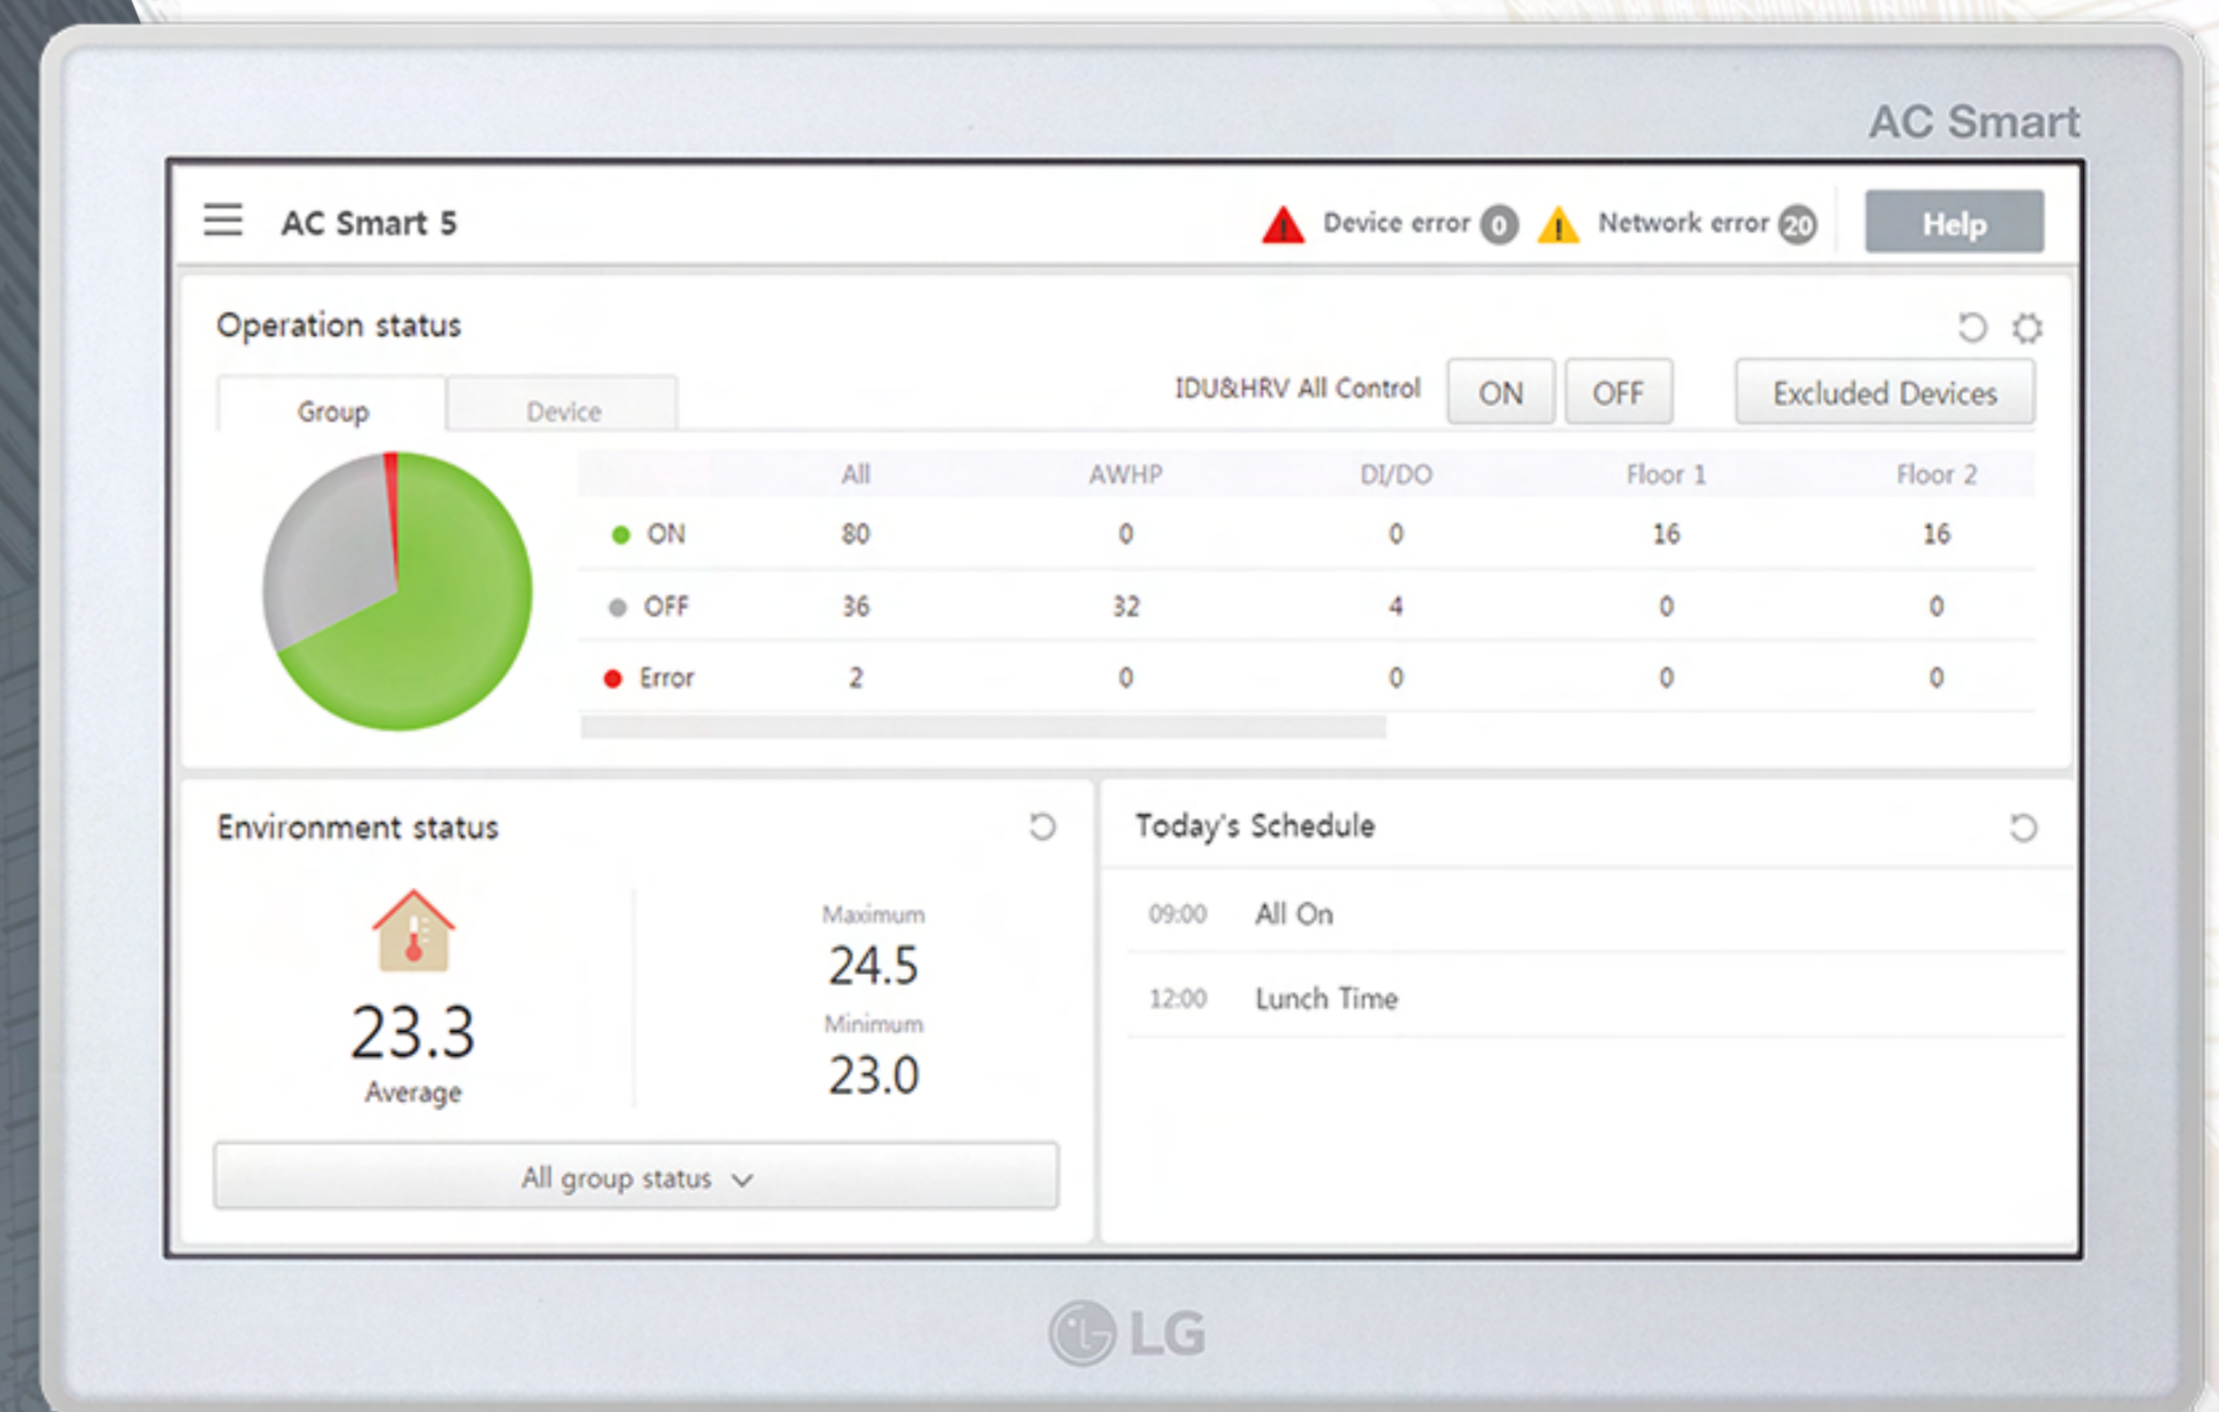 AC Smart
AC Smart 5
Device error 0
Network error 20
Help
Operation status
Group
Device
IDU&HRV All Control
ON
OFF
Excluded Devices
All AWHP DI/DO Floor 1 Floor 2
ON 80 0 0 16 16
OFF 36 32 4 0 0
Error 2 0 0 0 0
Environment status
23.3
Average
Maximum
24.5
Minimum
23.0
All group status
Today's Schedule
09:00 All On
12:00 Lunch Time
LG